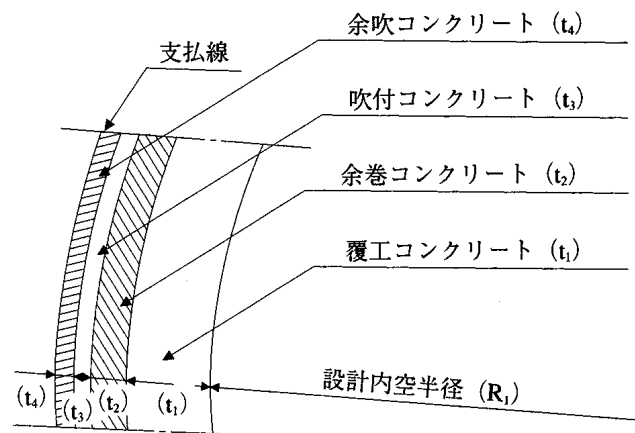 余吹コンクリート (t₄)
支払線
吹付コンクリート (t₃)
余巻コンクリート (t₂)
覆工コンクリート (t₁)
設計内空半径 (R₁)
(t₄) (t₃) (t₂) (t₁)